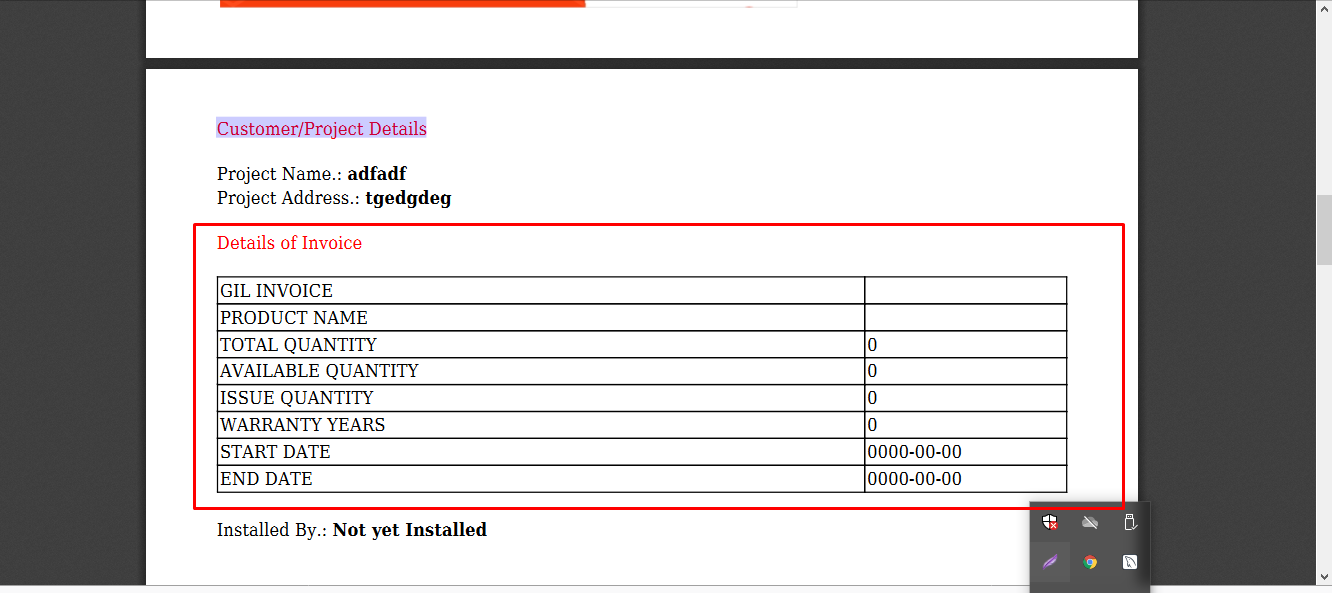 Customer/Project Details
Project Name.: adfadf
Project Address.: tgedgdeg
Details of Invoice
GIL INVOICE
PRODUCT NAME
TOTAL QUANTITY 0
AVAILABLE QUANTITY 0
ISSUE QUANTITY 0
WARRANTY YEARS 0
START DATE 0000-00-00
END DATE 0000-00-00
Installed By.: Not yet Installed